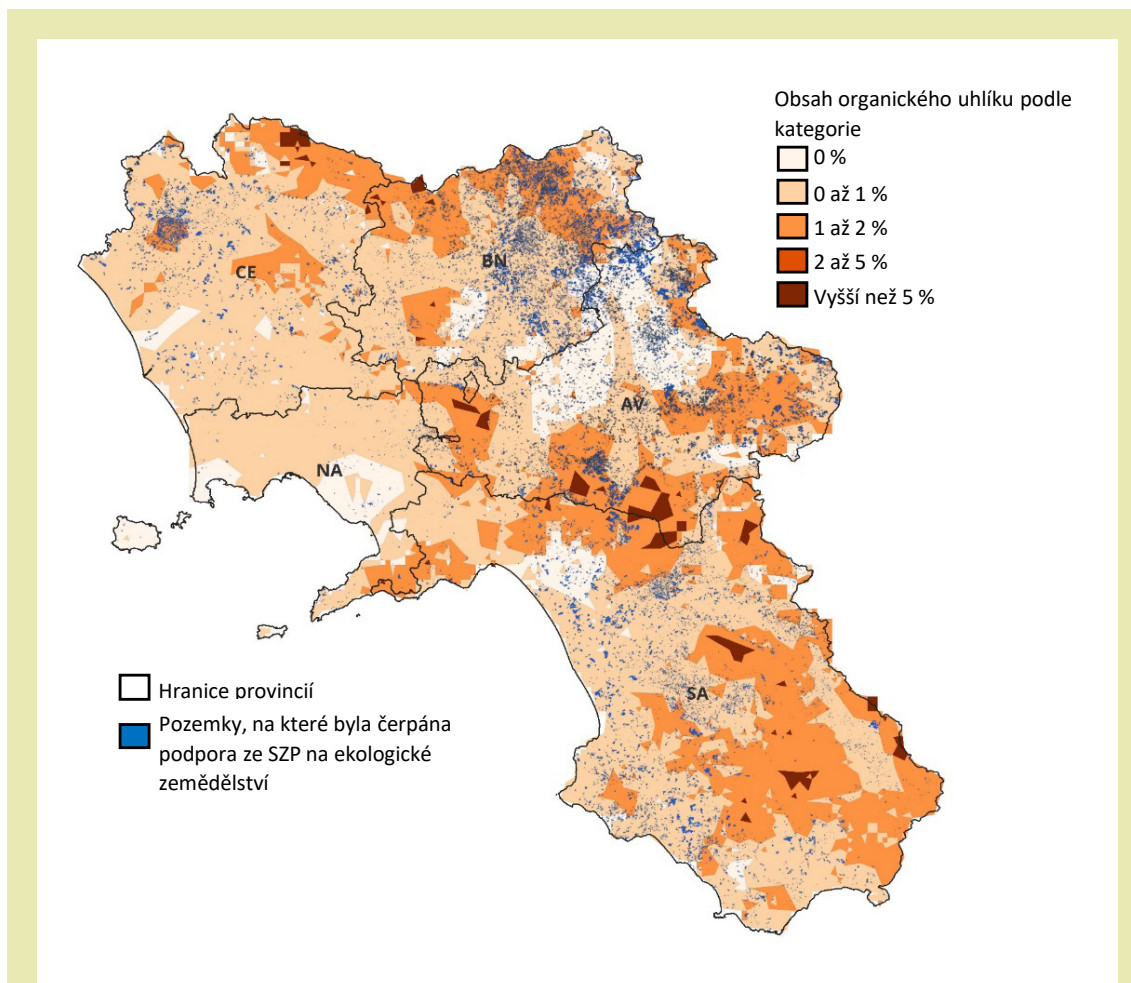 Obsah organického uhlíku podle
kategorie
0 %
0 až 1 %
1 až 2 %
2 až 5 %
Vyšší než 5 %
CE
BN
AV
NA
SA
Hranice provincií
Pozemky, na které byla čerpána
podpora ze SZP na ekologické
zemědělství